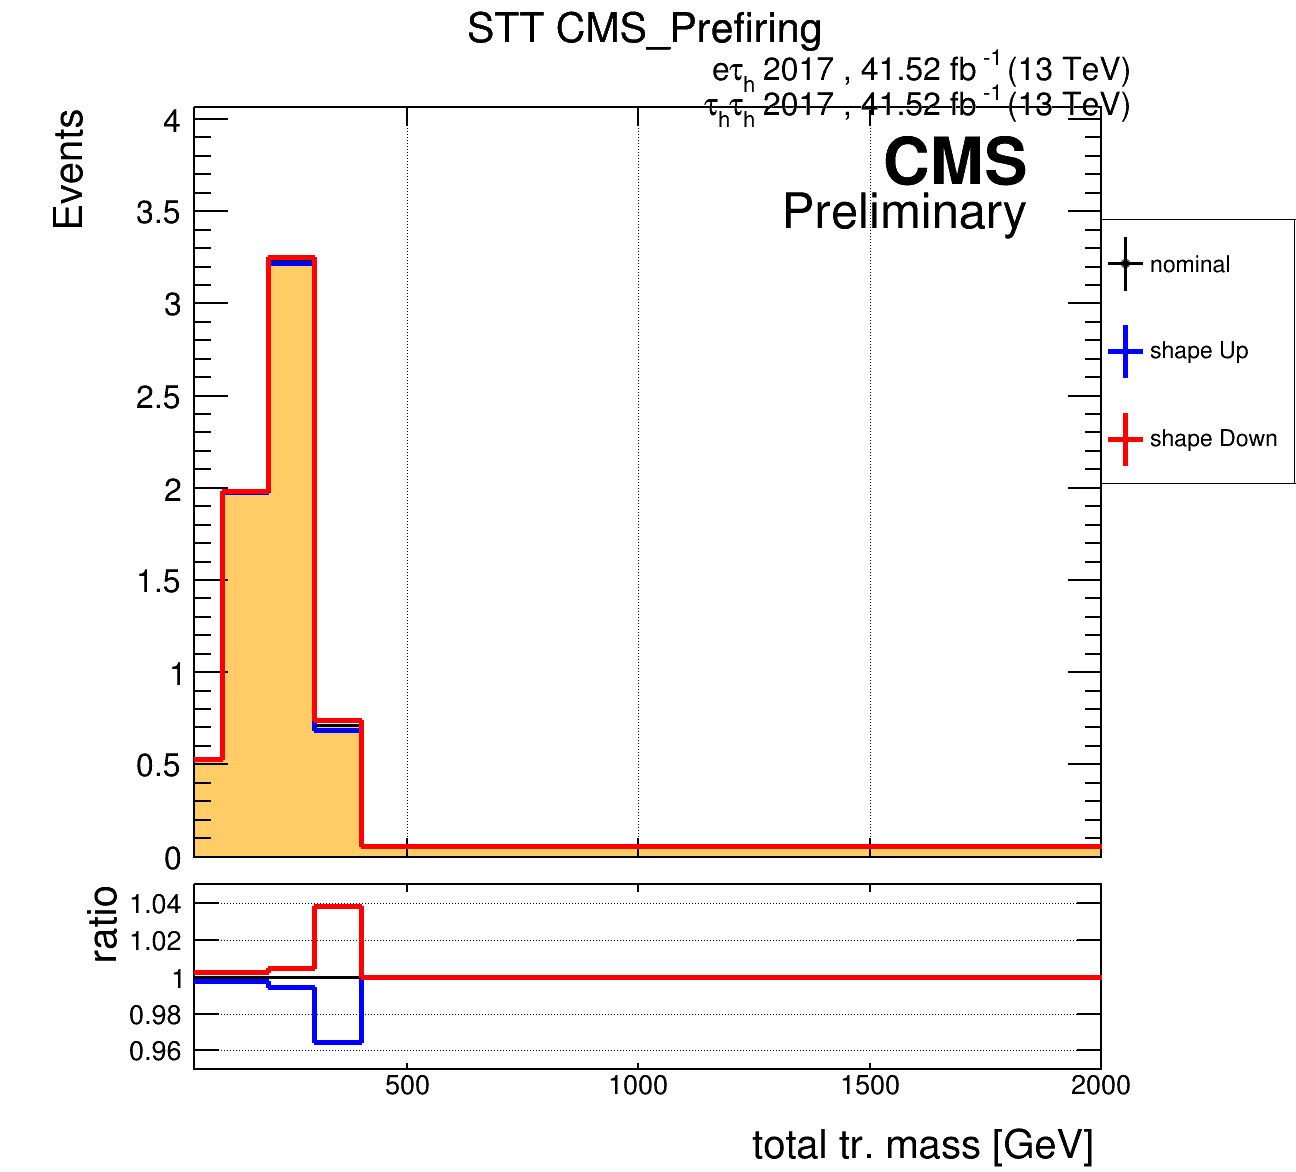 STT CMS_Prefiring
eτh 2017 , 41.52 fb-1 (13 TeV)
τhτh 2017 , 41.52 fb-1 (13 TeV)
CMS
Preliminary
Events
4
3.5
3
2.5
2
1.5
1
0.5
0
nominal
shape Up
shape Down
ratio
1.04
1.02
1
0.98
0.96
500 1000 1500 2000
total tr. mass [GeV]